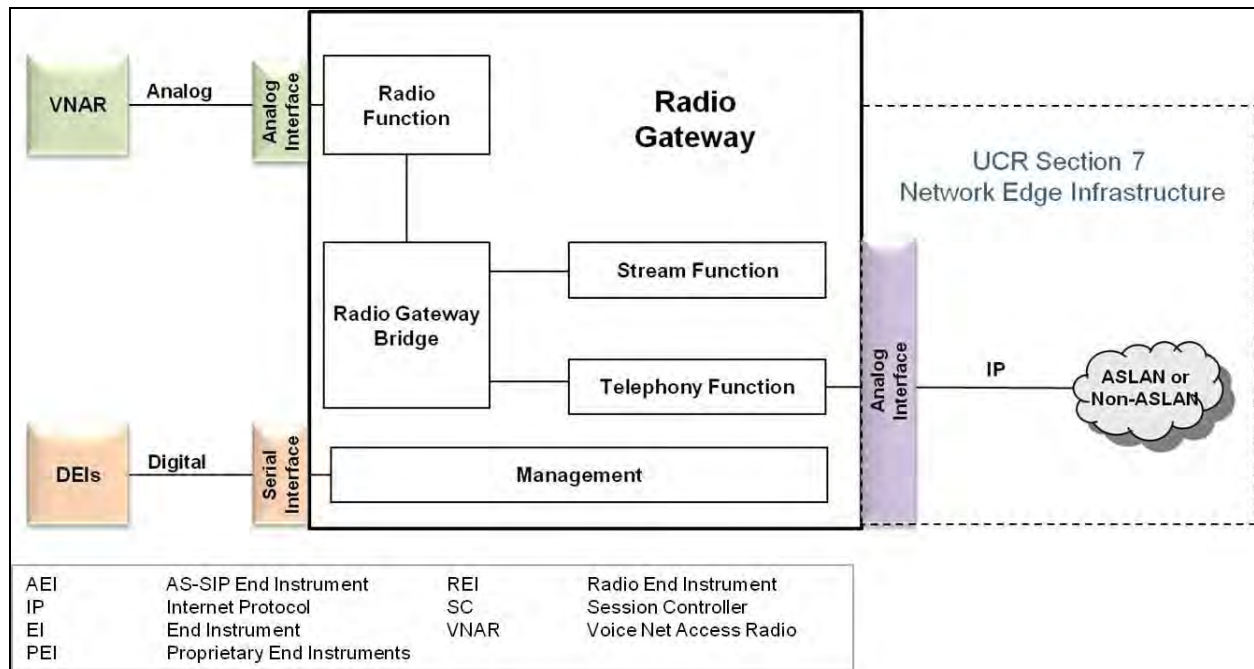 VNAR
Analog
Analog
Interface
Radio
Function
Radio
Gateway
UCR Section 7
Network Edge Infrastructure
Radio Gateway
Bridge
Stream Function
Telephony Function
Analog
Interface
IP
ASLAN or
Non-ASLAN
DEIs
Digital
Serial
Interface
Management
AEI AS-SIP End Instrument REI Radio End Instrument
IP Internet Protocol SC Session Controller
EI End Instrument VNAR Voice Net Access Radio
PEI Proprietary End Instruments